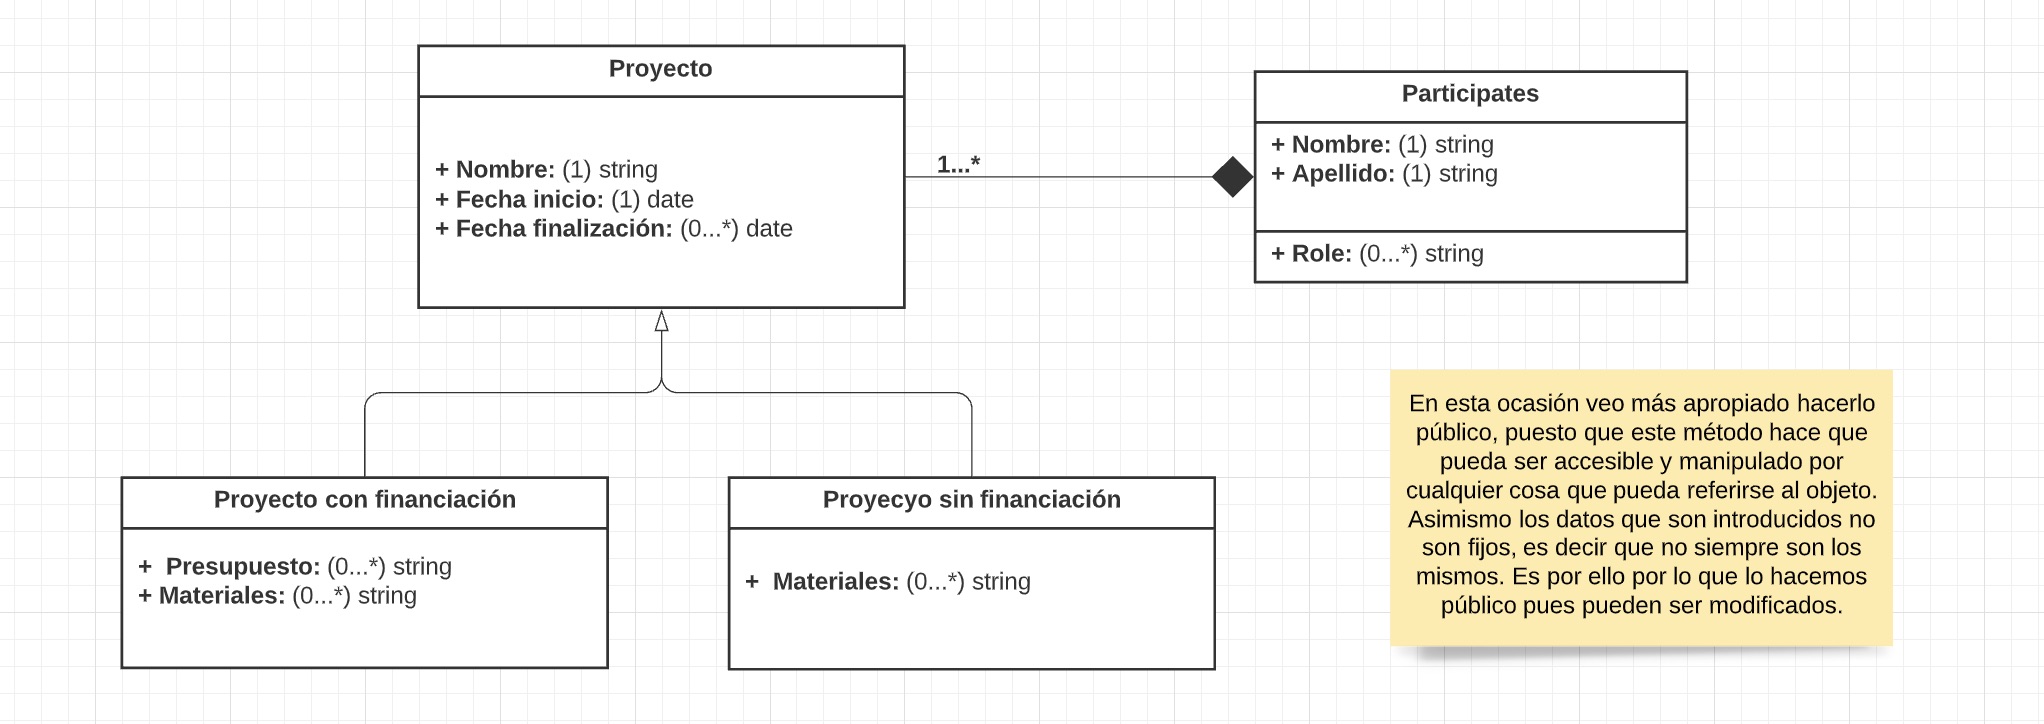 Proyecto
+ Nombre: (1) string
+ Fecha inicio: (1) date
+ Fecha finalización: (0...*) date
1...*
Participates
+ Nombre: (1) string
+ Apellido: (1) string
+ Role: (0...*) string
Proyecto con financiación
+ Presupuesto: (0...*) string
+ Materiales: (0...*) string
Proyecyo sin financiación
+ Materiales: (0...*) string
En esta ocasión veo más apropiado hacerlo
público, puesto que este método hace que
pueda ser accesible y manipulado por
cualquier cosa que pueda referirse al objeto.
Asimismo los datos que son introducidos no
son fijos, es decir que no siempre son los
mismos. Es por ello por lo que lo hacemos
público pues pueden ser modificados.